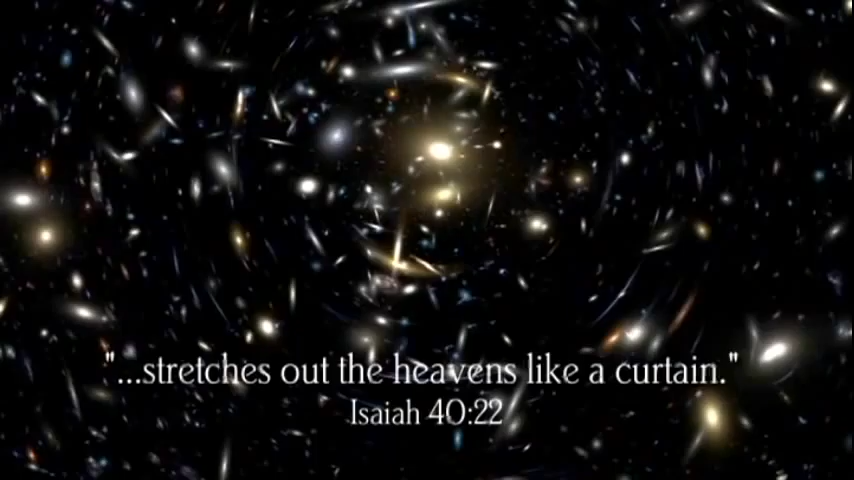 "...stretches out the heavens like a curtain."
Isaiah 40:22